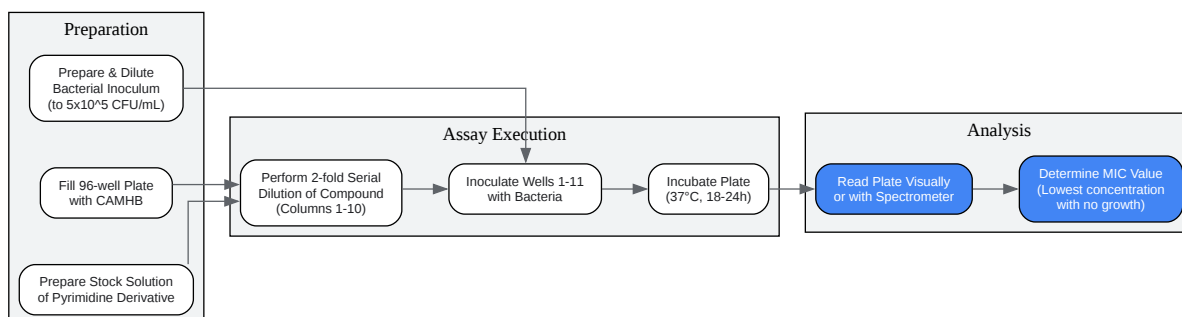 Preparation
Prepare & Dilute
Bacterial Inoculum
(to 5x10^5 CFU/mL)
Fill 96-well Plate
with CAMHB
Prepare Stock Solution
of Pyrimidine Derivative
Assay Execution
Perform 2-fold Serial
Dilution of Compound
(Columns 1-10)
Inoculate Wells 1-11
with Bacteria
Incubate Plate
(37°C, 18-24h)
Analysis
Read Plate Visually
or with Spectrometer
Determine MIC Value
(Lowest concentration
with no growth)